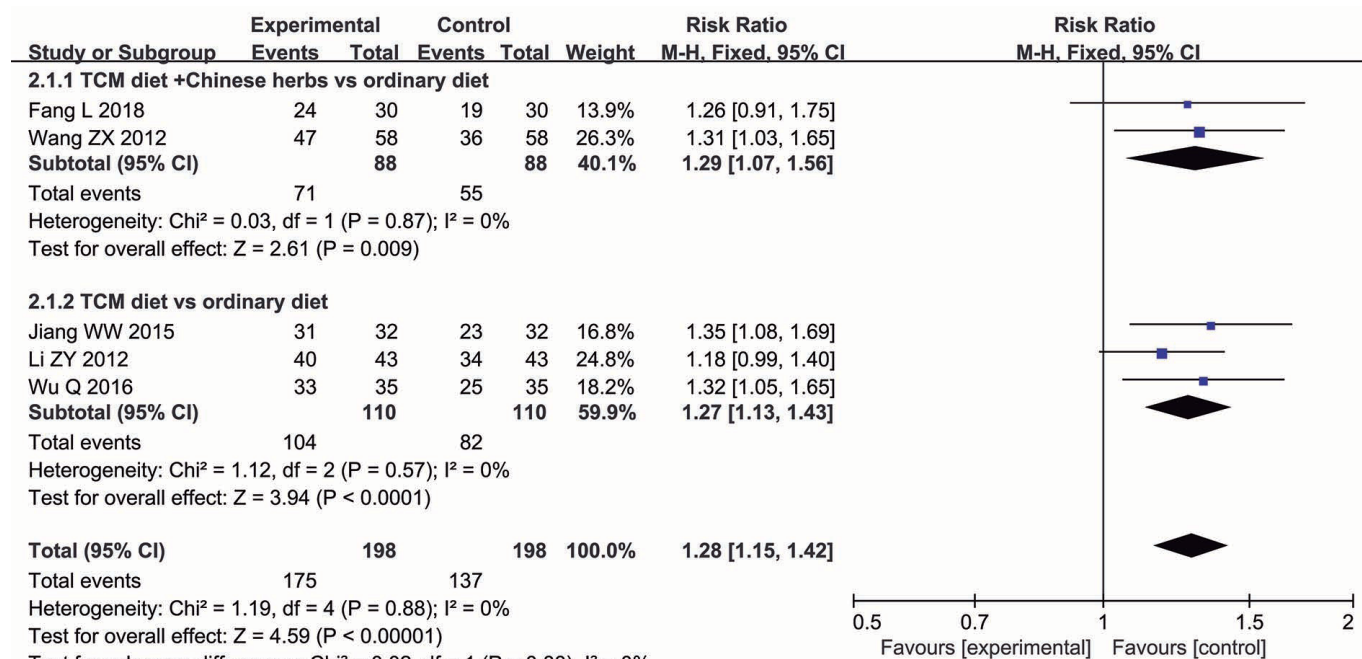 Experimental Control Risk Ratio Risk Ratio
Study or Subgroup Events Total Events Total Weight M-H, Fixed, 95% CI M-H, Fixed, 95% CI
2.1.1 TCM diet +Chinese herbs vs ordinary diet
Fang L 2018 24 30 19 30 13.9% 1.26 [0.91, 1.75]
Wang ZX 2012 47 58 36 58 26.3% 1.31 [1.03, 1.65]
Subtotal (95% CI) 88 88 40.1% 1.29 [1.07, 1.56]
Total events 71 55
Heterogeneity: Chi² = 0.03, df = 1 (P = 0.87); I² = 0%
Test for overall effect: Z = 2.61 (P = 0.009)
2.1.2 TCM diet vs ordinary diet
Jiang WW 2015 31 32 23 32 16.8% 1.35 [1.08, 1.69]
Li ZY 2012 40 43 34 43 24.8% 1.18 [0.99, 1.40]
Wu Q 2016 33 35 25 35 18.2% 1.32 [1.05, 1.65]
Subtotal (95% CI) 110 110 59.9% 1.27 [1.13, 1.43]
Total events 104 82
Heterogeneity: Chi² = 1.12, df = 2 (P = 0.57); I² = 0%
Test for overall effect: Z = 3.94 (P < 0.0001)
Total (95% CI) 198 198 100.0% 1.28 [1.15, 1.42]
Total events 175 137
Heterogeneity: Chi² = 1.19, df = 4 (P = 0.88); I² = 0%
Test for overall effect: Z = 4.59 (P < 0.00001)
0.5 0.7 1 1.5 2
Favours [experimental] Favours [control]